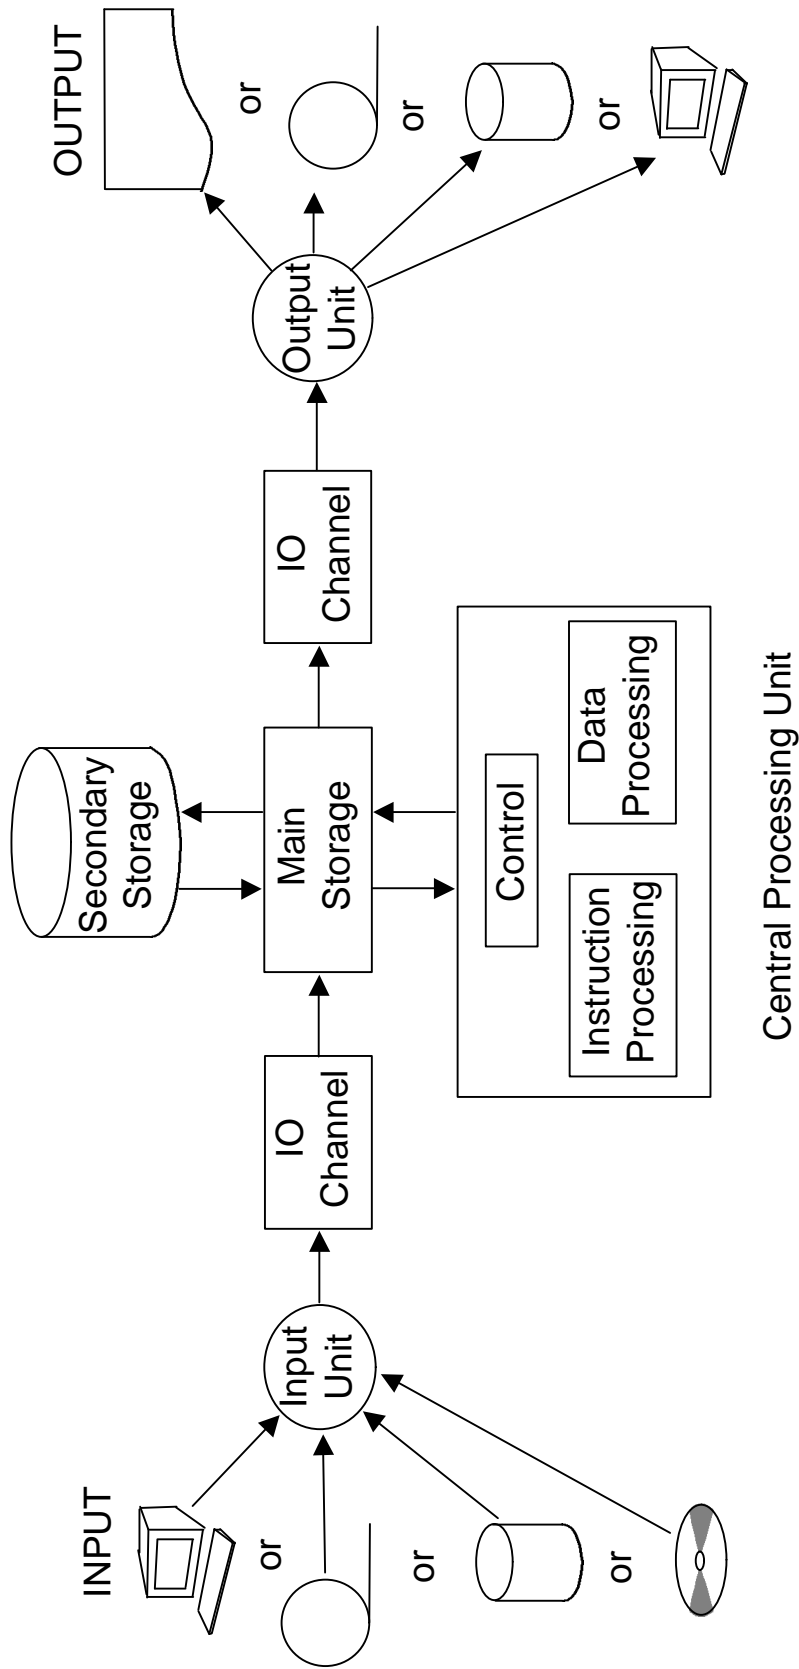 INPUT
or
or
or
Input
Unit
IO
Channel
Secondary
Storage
Main
Storage
Control
Instruction
Processing
Data
Processing
Central Processing Unit
IO
Channel
Output
Unit
OUTPUT
or
or
or